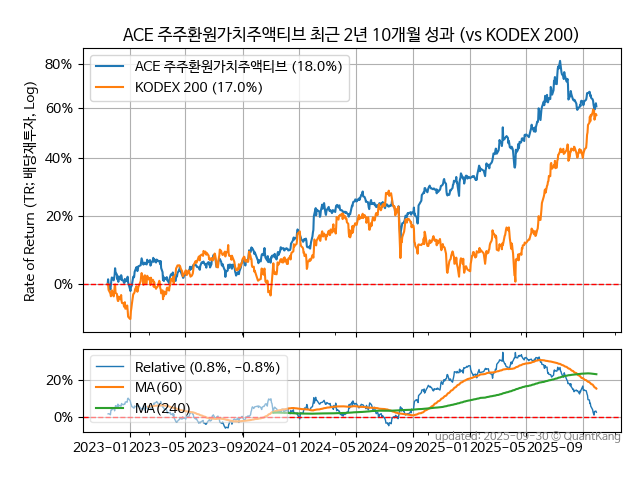 ACE 주주환원가치주액티브 최근 2년 10개월 성과 (vs KODEX 200)
Rate of Return (TR: 배당재투자, Log)
80%
60%
40%
20%
0%
ACE 주주환원가치주액티브 (18.0%)
KODEX 200 (17.0%)
20%
0%
Relative (0.8%, -0.8%)
MA(60)
MA(240)
2023-01
2023-05
2023-09
2024-01
2024-05
2024-09
2025-01
2025-05
2025-09
updated: 2025-09-30 © QuantKang